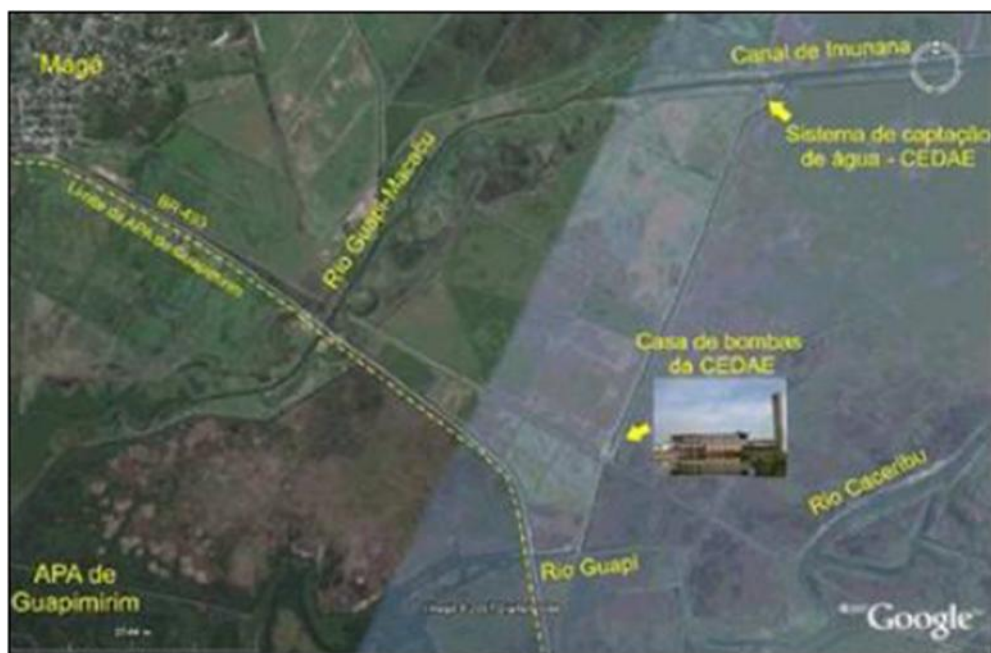 Magé
Canal de Imunana
Sistema de captação
de água - CEDAE
BR-493
Limite da APA de Guapimirim
Rio Guapi-Macacu
Casa de bombas
da CEDAE
Rio Caceribu
Rio Guapi
APA de
Guapimirim
Google